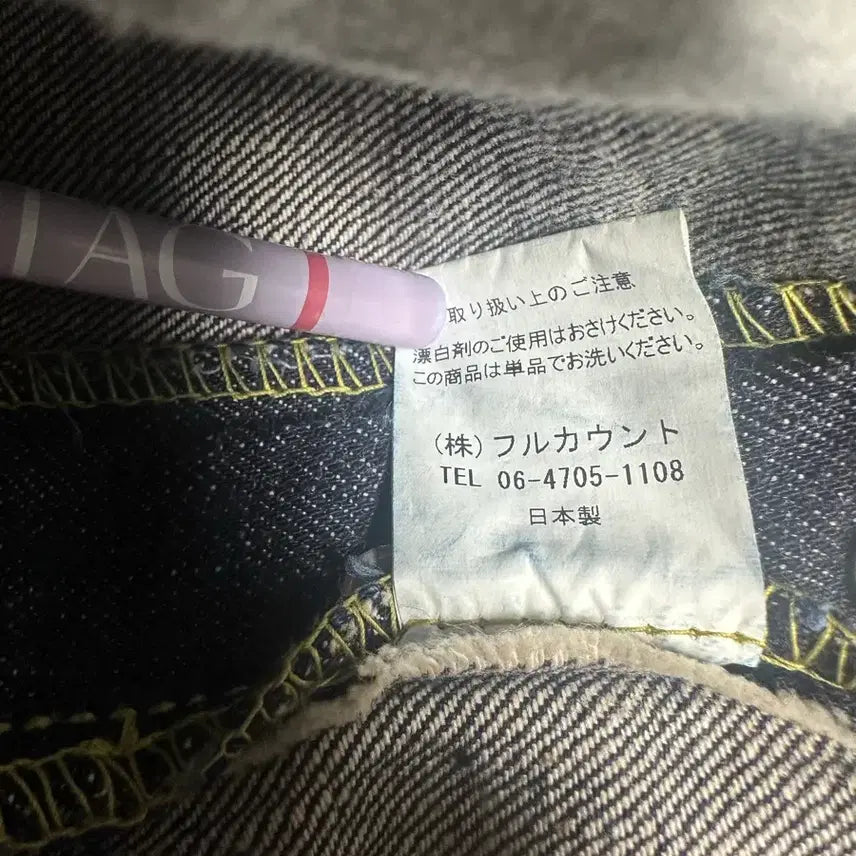 AG
取り扱い上のご注意
漂白剤のご使用はおさけください。
この商品は単品でお洗いください。
(株)フルカウント
TEL 06-4705-1108
日本製